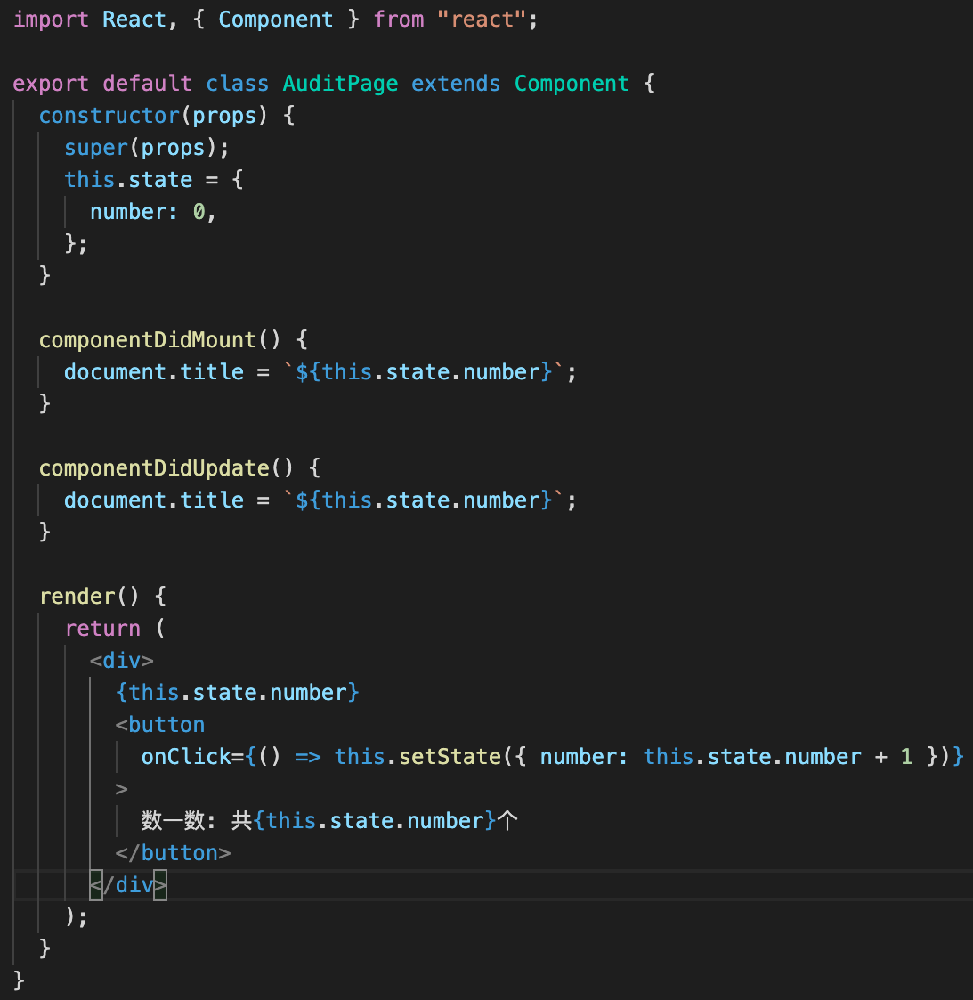 import React, { Component } from "react";
export default class AuditPage extends Component {
constructor(props) {
super(props);
this.state = {
number: 0,
};
}
componentDidMount() {
document.title = `${this.state.number}`;
}
componentDidUpdate() {
document.title = `${this.state.number}`;
}
render() {
return (
<div>
{this.state.number}
<button
onClick={() => this.setState({ number: this.state.number + 1 })}
>
数一数: 共{this.state.number}个
</button>
</div>
);
}
}